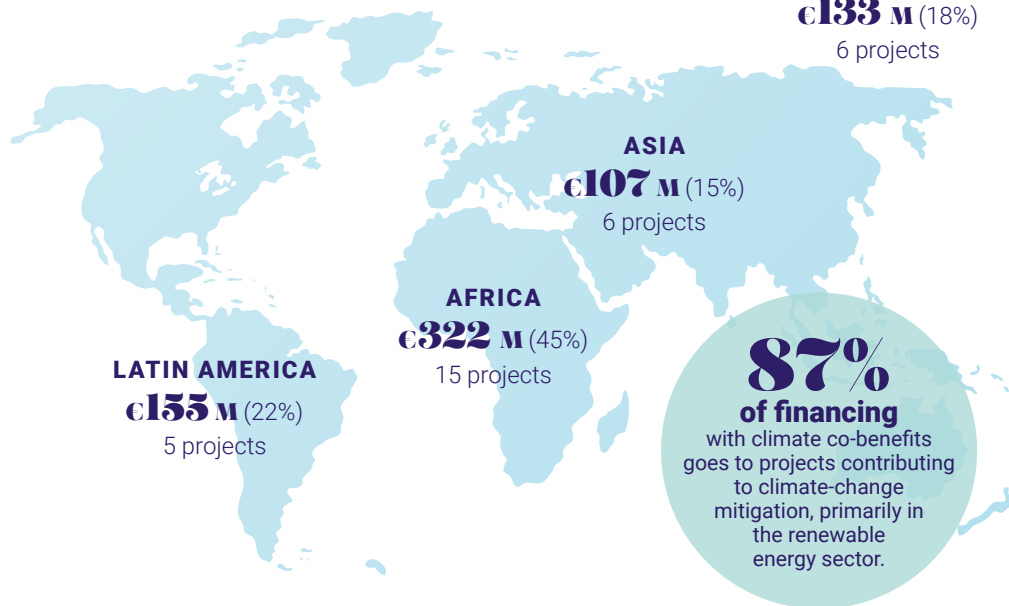 €133 M (18%)
6 projects
ASIA
€107 M (15%)
6 projects
AFRICA
€322 M (45%)
15 projects
LATIN AMERICA
€155 M (22%)
5 projects
87%
of financing
with climate co-benefits
goes to projects contributing
to climate-change
mitigation, primarily in
the renewable
energy sector.